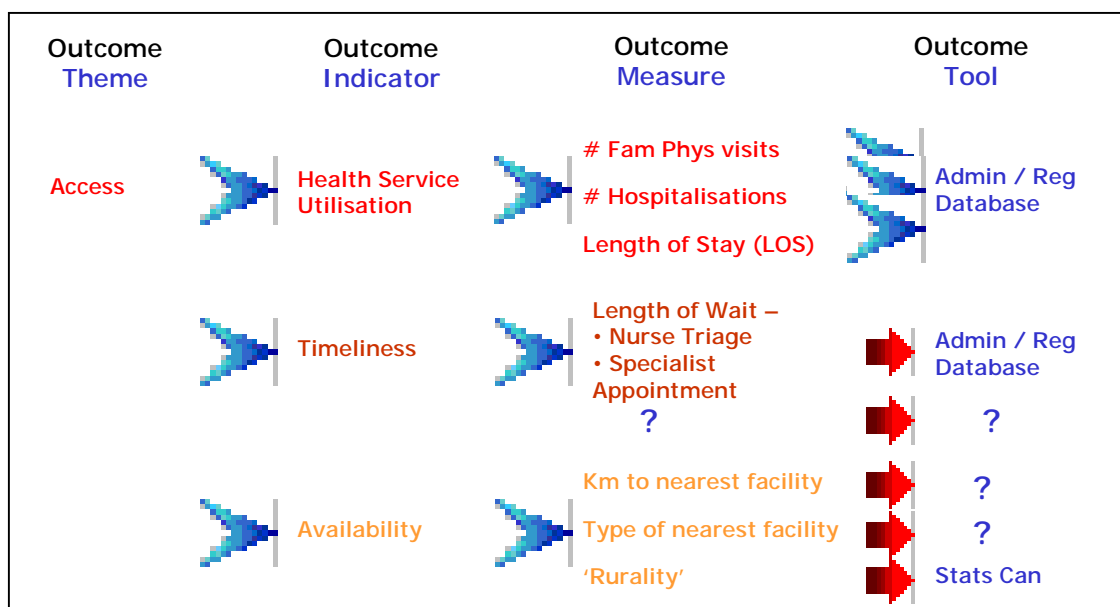 Outcome
Theme
Outcome
Indicator
Outcome
Measure
Outcome
Tool
Access
Health Service
Utilisation
# Fam Phys visits
# Hospitalisations
Length of Stay (LOS)
Admin / Reg
Database
Timeliness
Length of Wait –
• Nurse Triage
• Specialist
Appointment
?
Admin / Reg
Database
?
Availability
Km to nearest facility
Type of nearest facility
‘Rurality’
?
?
Stats Can